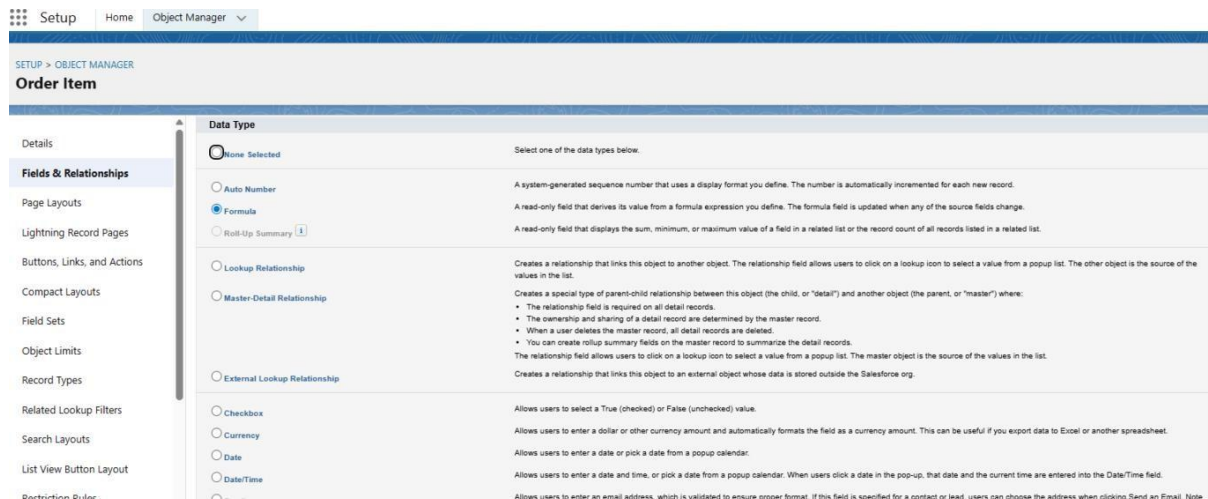 Setup Home Object Manager
SETUP > OBJECT MANAGER
Order Item
Details
Fields & Relationships
Page Layouts
Lightning Record Pages
Buttons, Links, and Actions
Compact Layouts
Field Sets
Object Limits
Record Types
Related Lookup Filters
Search Layouts
List View Button Layout
Restriction Rules
Data Type
None Selected Select one of the data types below.
Auto Number A system-generated sequence number that uses a display format you define. The number is automatically incremented for each new record.
Formula A read-only field that derives its value from a formula expression you define. The formula field is updated when any of the source fields change.
Roll-Up Summary i A read-only field that displays the sum, minimum, or maximum value of a field in a related list or the record count of all records listed in a related list.
Lookup Relationship Creates a relationship that links this object to another object. The relationship field allows users to click on a lookup icon to select a value from a popup list. The other object is the source of the
values in the list.
Master-Detail Relationship Creates a special type of parent-child relationship between this object (the child, or "detail") and another object (the parent, or "master") where:
• The relationship field is required on all detail records.
• The ownership and sharing of a detail record are determined by the master record.
• When a user deletes the master record, all detail records are deleted.
• You can create rollup summary fields on the master record to summarize the detail records.
The relationship field allows users to click on a lookup icon to select a value from a popup list. The master object is the source of the values in the list.
External Lookup Relationship Creates a relationship that links this object to an external object whose data is stored outside the Salesforce org.
Checkbox Allows users to select a True (checked) or False (unchecked) value.
Currency Allows users to enter a dollar or other currency amount and automatically formats the field as a currency amount. This can be useful if you export data to Excel or another spreadsheet.
Date Allows users to enter a date or pick a date from a popup calendar.
Date/Time Allows users to enter a date and time, or pick a date from a popup calendar. When users click a date in the pop-up, that date and the current time are entered into the Date/Time field.
Allows users to enter an email address, which is validated to ensure proper format. If this field is specified for a contact or lead, users can choose the address when clicking Send an Email. Note